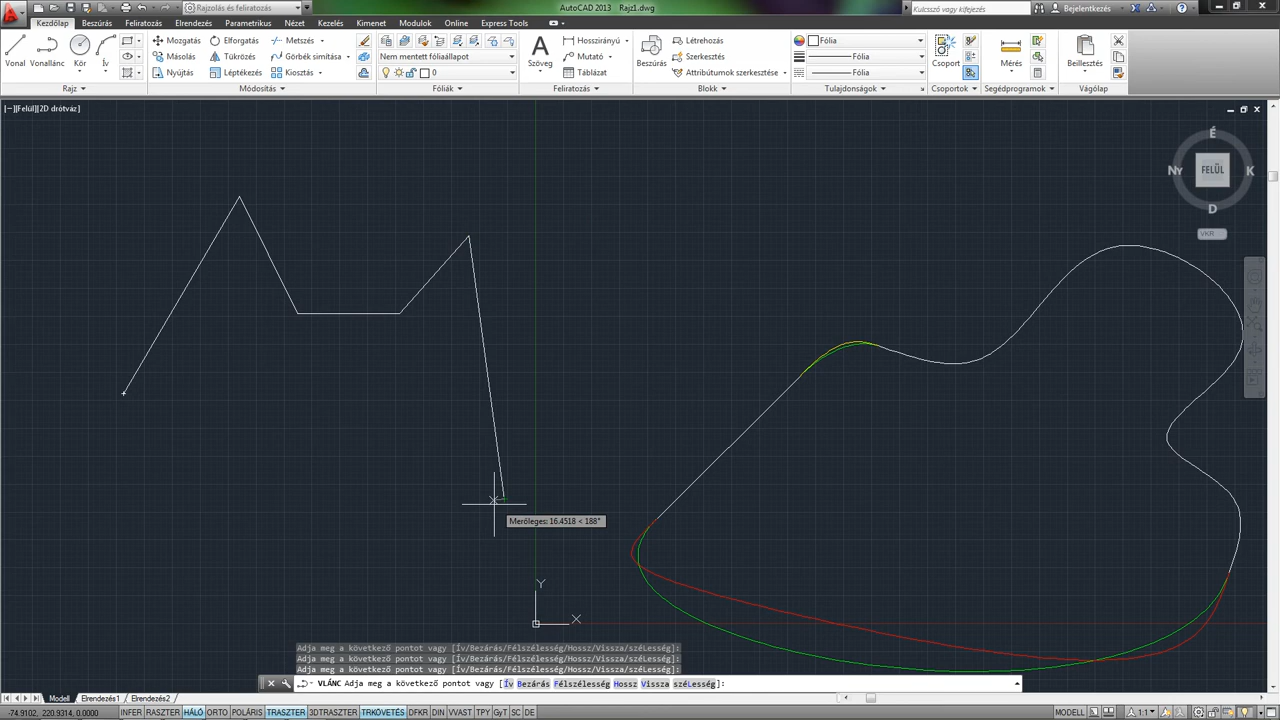 Rajzolás és feliratozás
AutoCAD 2013 Rajz1.dwg
Kulcsszó vagy kifejezés
Bejelentkezés
Kezdőlap Beszúrás Feliratozás Elrendezés Parametrikus Nézet Kezelés Kimenet Modulok Online Express Tools
Vonal Vonallánc Kör Ív
Mozgatás Elforgatás Metszés
Másolás Tükrözés Görbék simítása
Nyújtás Léptékezés Kiosztás
Nem mentett fóliaállapot
0
Szöveg
Hosszirányú
Mutató
Táblázat
Beszúrás
Létrehozás
Szerkesztés
Attribútumok szerkesztése
Fólia
Fólia
Fólia
Csoport
Mérés
Beillesztés
Rajz Módosítás Fóliák Feliratozás Blokk Tulajdonságok Csoportok Segédprogramok Vágólap
[−][Felül][2D drótváz]
É
Ny FELÜL K
D
VKR
Merőleges: 16.4518 < 188°
Y
X
Adja meg a következő pontot vagy [Ív/Bezárás/Félszélesség/Hossz/Vissza/széLesség]:
Adja meg a következő pontot vagy [Ív/Bezárás/Félszélesség/Hossz/Vissza/széLesség]:
Adja meg a következő pontot vagy [Ív/Bezárás/Félszélesség/Hossz/Vissza/széLesség]:
VLÁNC Adja meg a következő pontot vagy [Ív Bezárás Félszélesség Hossz Vissza széLesség]:
Modell Elrendezés1 Elrendezés2
-74.9102, 220.9314, 0.0000 INFER RASZTER HÁLÓ ORTO POLÁRIS TRASZTER 3DTRASZTER TRKÖVETÉS DFKR DIN VVAST TPY GyT SC DE
MODELL 1:1